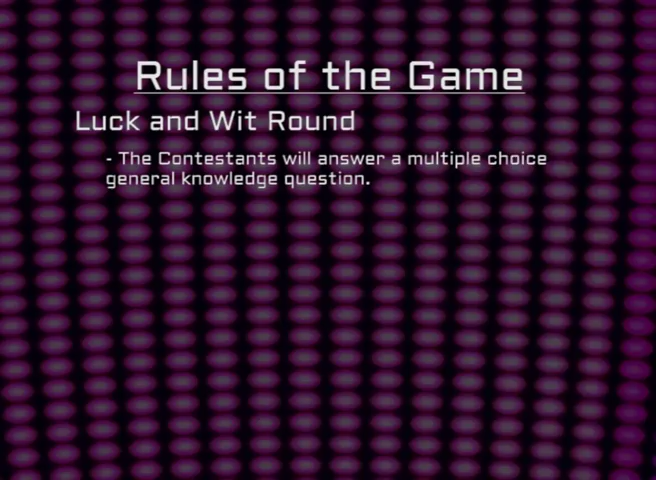 Rules of the Game
Luck and Wit Round
- The Contestants will answer a multiple choice
general knowledge question.